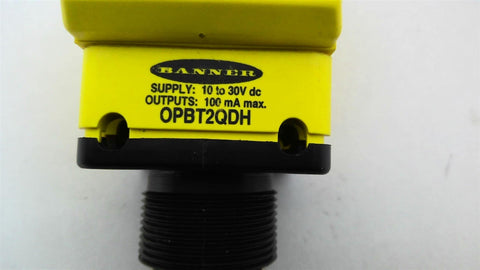 BANNER
SUPPLY: 10 to 30V dc
OUTPUTS: 100 mA max.
OPBT2QDH